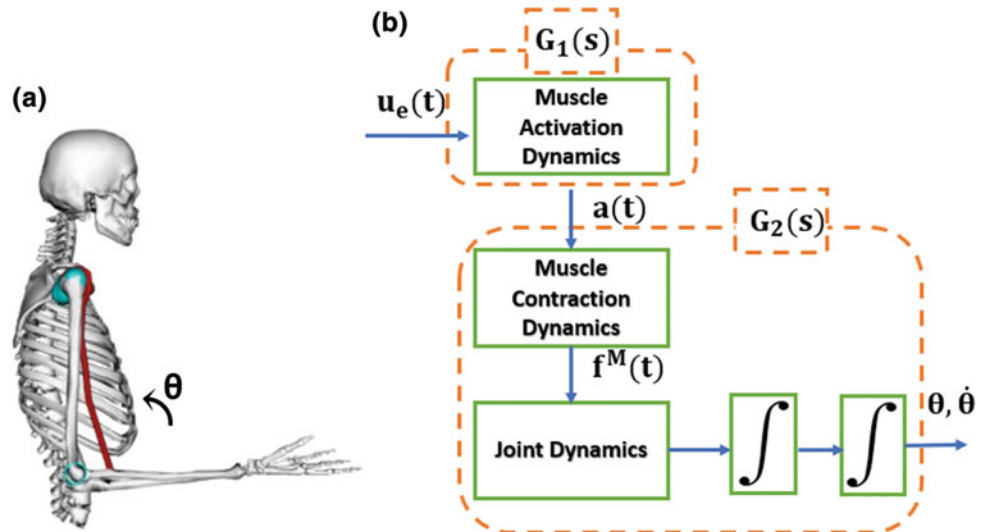 (a)
θ
(b)
G₁(s)
uₑ(t)
Muscle
Activation
Dynamics
a(t)
G₂(s)
Muscle
Contraction
Dynamics
fᴹ(t)
Joint Dynamics
∫
∫
θ, θ̇